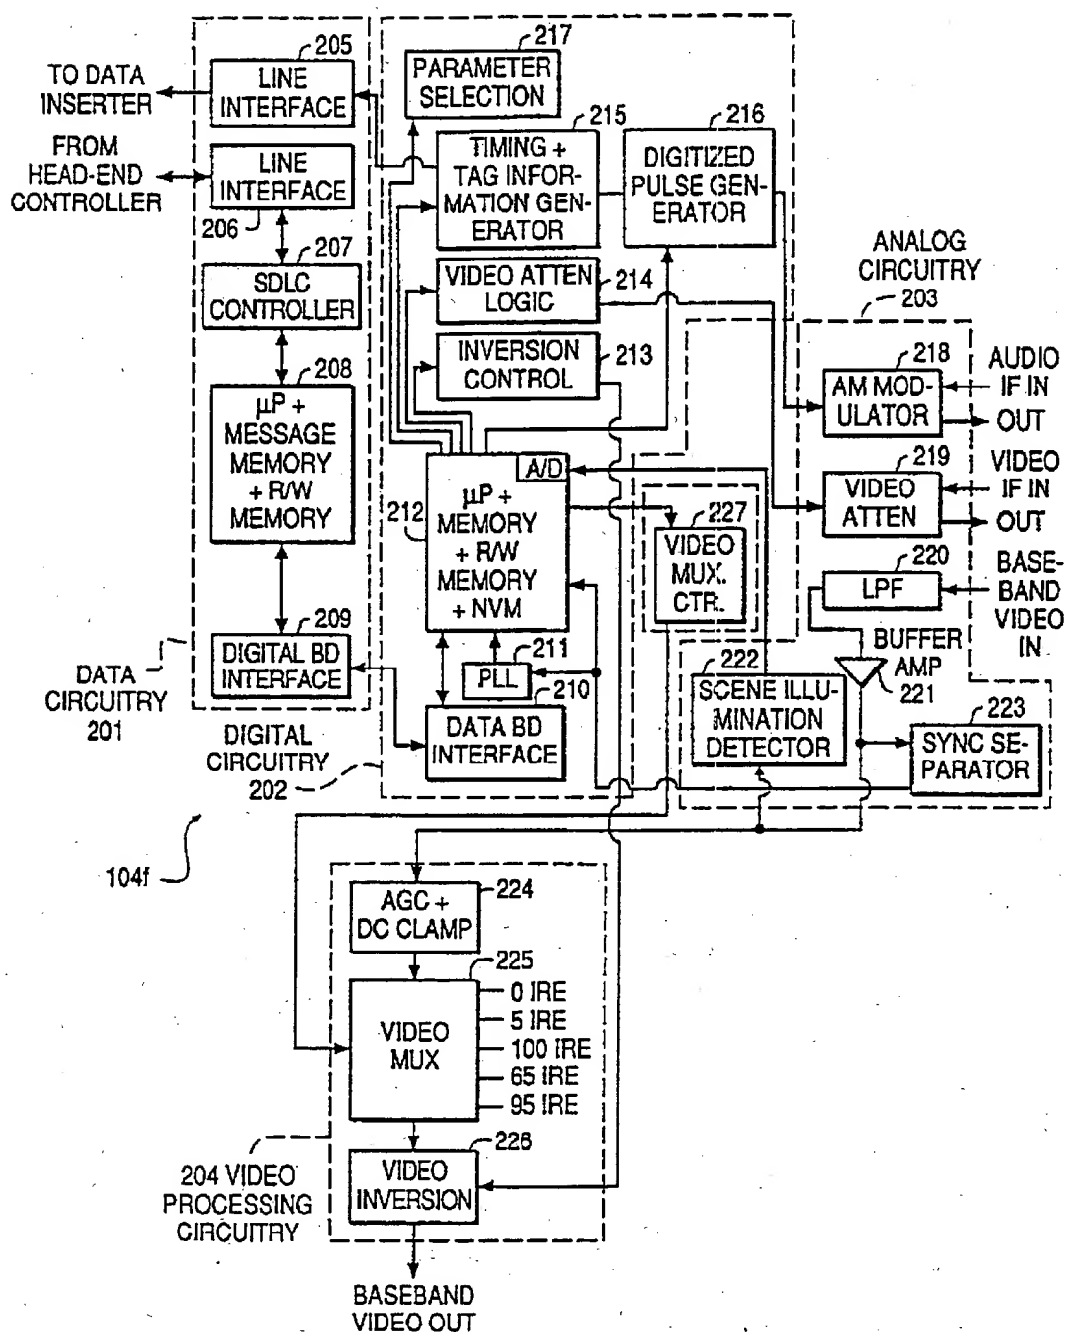 205
LINE
INTERFACE
TO DATA
INSERTER
FROM
HEAD-END
CONTROLLER
LINE
INTERFACE
206
207
SDLC
CONTROLLER
208
µP +
MESSAGE
MEMORY
+ R/W
MEMORY
209
DIGITAL BD
INTERFACE
DATA
CIRCUITRY
201
DIGITAL
CIRCUITRY
202
217
PARAMETER
SELECTION
215
TIMING +
TAG INFOR-
MATION GEN-
ERATOR
216
DIGITIZED
PULSE GEN-
ERATOR
VIDEO ATTEN
LOGIC
214
INVERSION
CONTROL
213
A/D
212
µP +
MEMORY
+ R/W
MEMORY
+ NVM
211
PLL
210
DATA BD
INTERFACE
227
VIDEO
MUX.
CTR.
ANALOG
CIRCUITRY
203
218
AM MOD-
ULATOR
AUDIO
IF IN
OUT
219
VIDEO
ATTEN
VIDEO
IF IN
OUT
220
LPF
BASE-
BAND
VIDEO IN
BUFFER
AMP
221
222
SCENE ILL-
UMINATION
DETECTOR
223
SYNC SE-
PARATOR
104f
224
AGC +
DC CLAMP
225
VIDEO
MUX
0 IRE
5 IRE
100 IRE
65 IRE
95 IRE
226
VIDEO
INVERSION
204 VIDEO
PROCESSING
CIRCUITRY
BASEBAND
VIDEO OUT